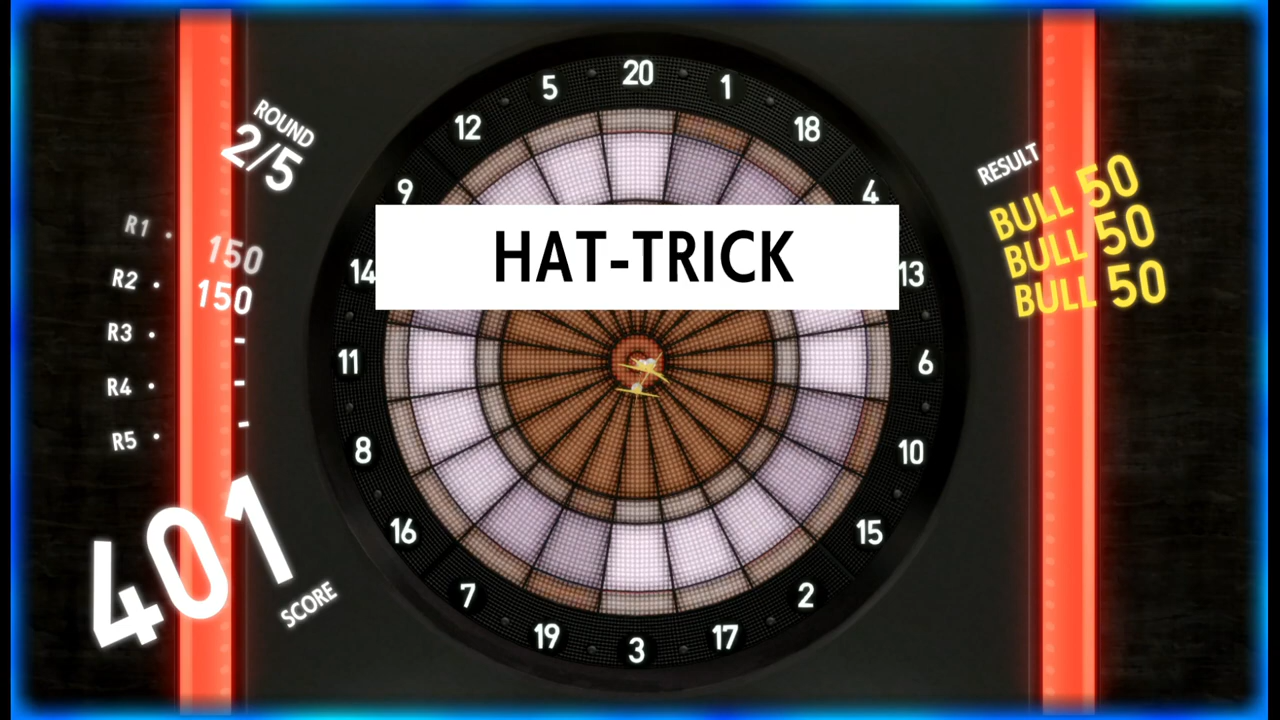 ROUND
2/5
R1 · 150
R2 · 150
R3 · -
R4 · -
R5 · -
401
SCORE
20
1
18
4
13
6
10
15
2
17
3
19
7
16
8
11
14
9
12
5
HAT-TRICK
RESULT
BULL 50
BULL 50
BULL 50